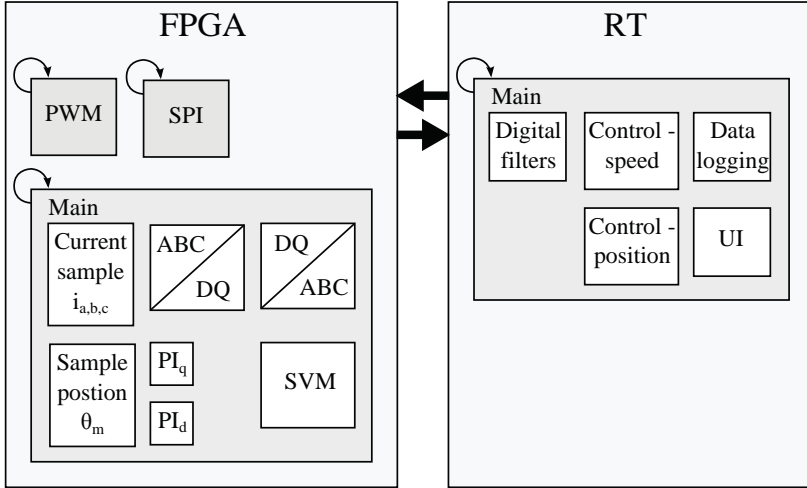 FPGA
PWM
SPI
Main
Current
sample
i a,b,c
ABC
DQ
DQ
ABC
Sample
postion
θm
PIq
PId
SVM
RT
Main
Digital
filters
Control -
speed
Data
logging
Control -
position
UI